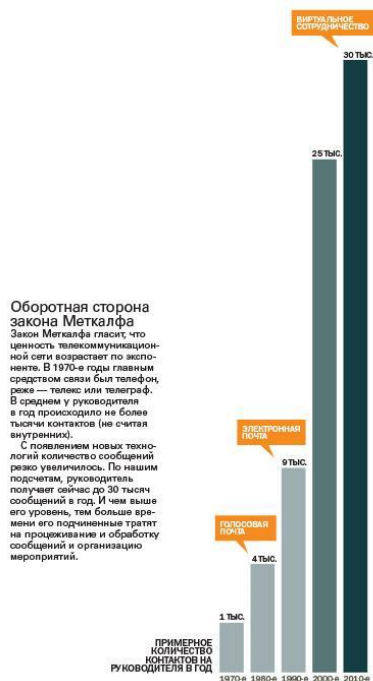 ВИРТУАЛЬНОЕ
СОТРУДНИЧЕСТВО
30 ТЫС.
25 ТЫС.
Оборотная сторона
закона Меткалфа
Закон Меткалфа гласит, что
ценность телекоммуникацион-
ной сети возрастает по экспо-
ненте. В 1970-е годы главным
средством связи был телефон,
реже — телекс или телеграф.
В среднем у руководителя
в год происходило не более
тысячи контактов (не считая
внутренних).
С появлением новых техно-
логий количество сообщений
резко увеличилось. По нашим
подсчетам, руководитель
получает сейчас до 30 тысяч
сообщений в год. И чем выше
его уровень, тем больше вре-
мени его подчиненные тратят
на процеживание и обработку
сообщений и организацию
мероприятий.
ЭЛЕКТРОННАЯ
ПОЧТА
9 ТЫС.
ГОЛОСОВАЯ
ПОЧТА
4 ТЫС.
1 ТЫС.
ПРИМЕРНОЕ
КОЛИЧЕСТВО
КОНТАКТОВ НА
РУКОВОДИТЕЛЯ В ГОД
1970-е 1980-е 1990-е 2000-е 2010-е